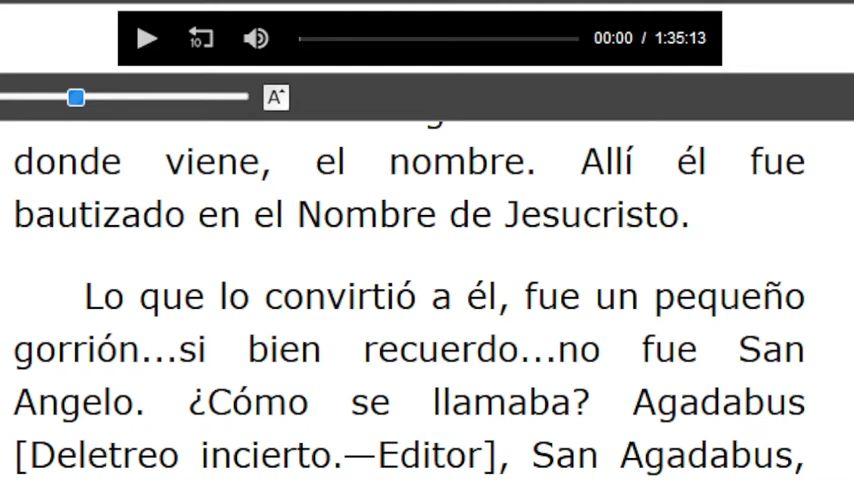 10 00:00 / 1:35:13
A
donde viene, el nombre. Allí él fue
bautizado en el Nombre de Jesucristo.
Lo que lo convirtió a él, fue un pequeño
gorrión...si bien recuerdo...no fue San
Angelo. ¿Cómo se llamaba? Agadabus
[Deletreo incierto.—Editor], San Agadabus,